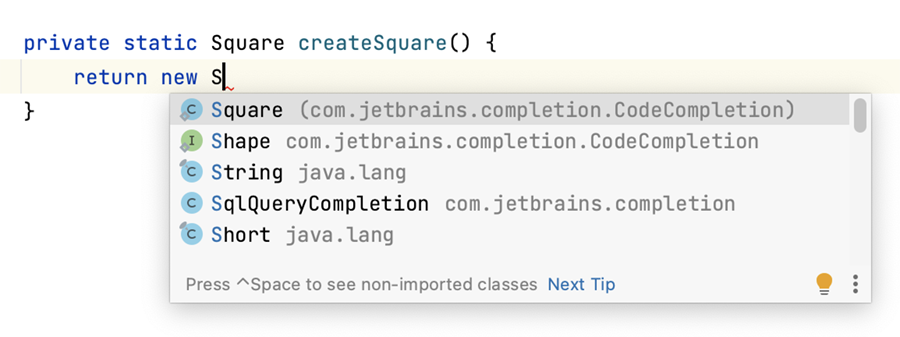 private static Square createSquare() {
return new S
}
C Square (com.jetbrains.completion.CodeCompletion)
I Shape com.jetbrains.completion.CodeCompletion
C String java.lang
C SqlQueryCompletion com.jetbrains.completion
C Short java.lang
Press ^Space to see non-imported classes Next Tip